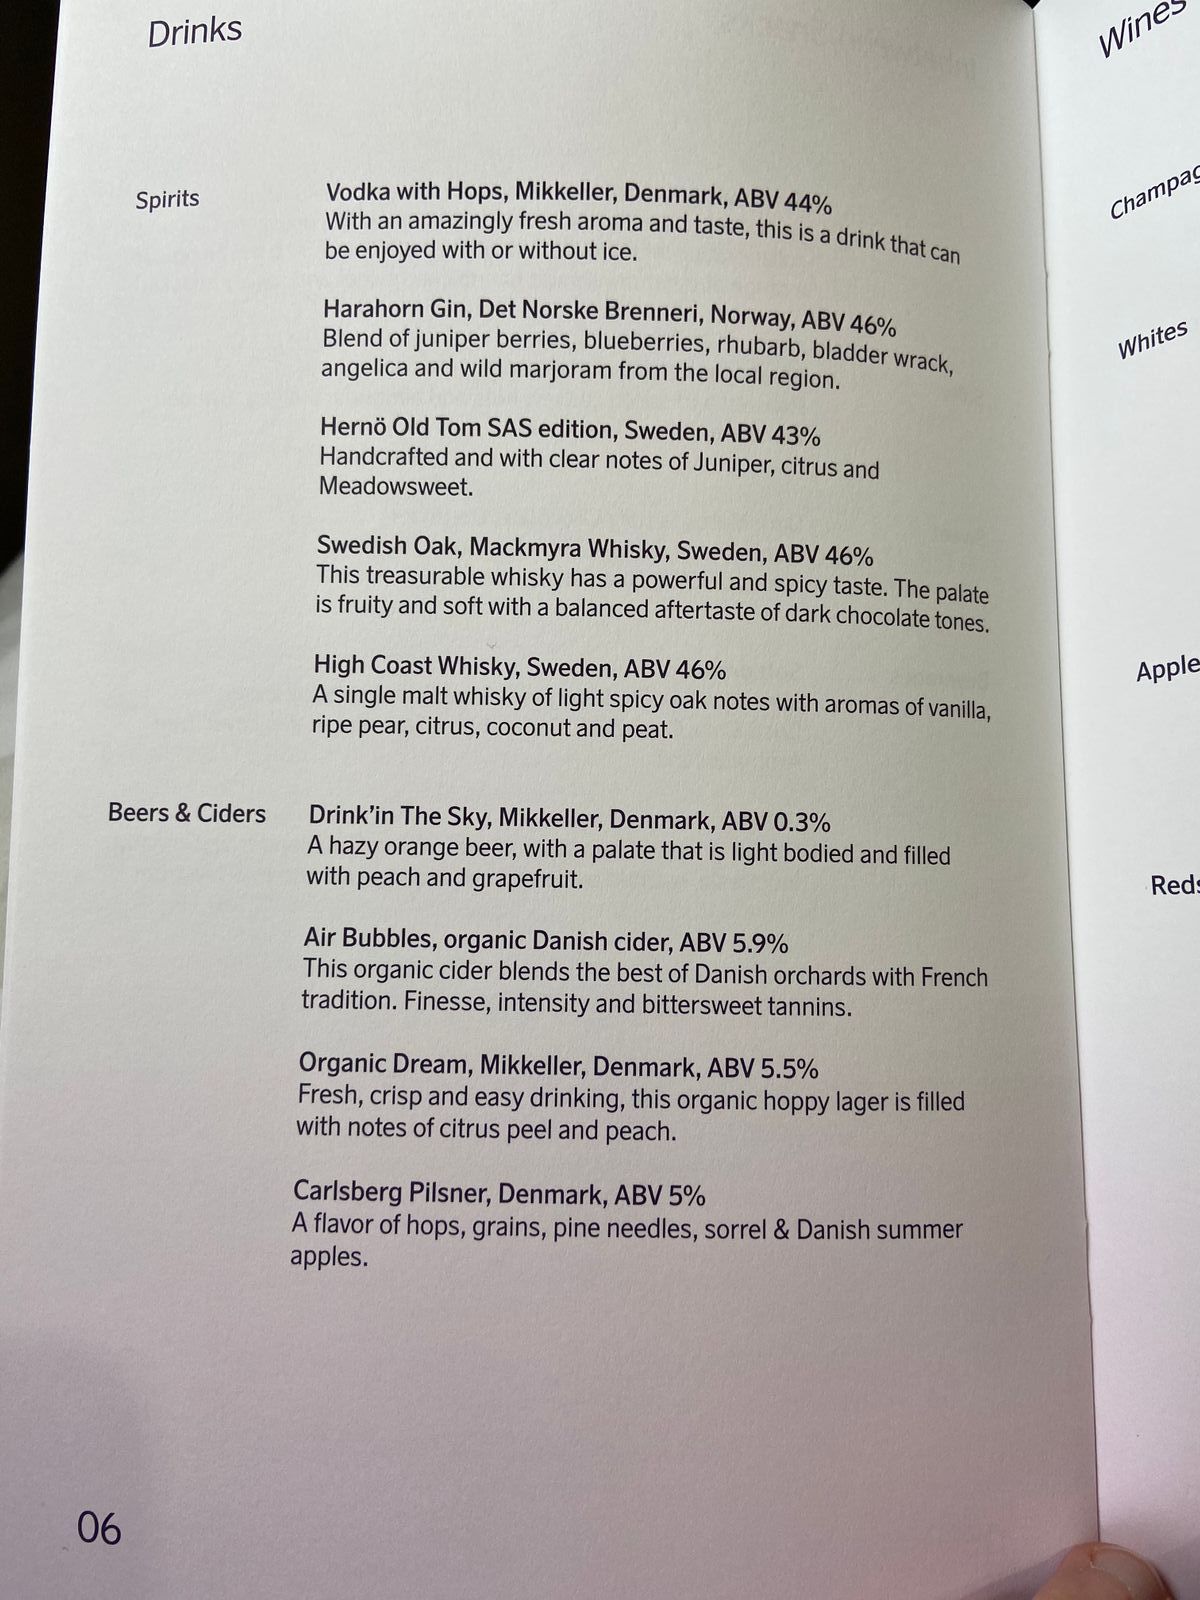 Drinks
Spirits
Vodka with Hops, Mikkeller, Denmark, ABV 44%
With an amazingly fresh aroma and taste, this is a drink that can
be enjoyed with or without ice.
Harahorn Gin, Det Norske Brenneri, Norway, ABV 46%
Blend of juniper berries, blueberries, rhubarb, bladder wrack,
angelica and wild marjoram from the local region.
Hernö Old Tom SAS edition, Sweden, ABV 43%
Handcrafted and with clear notes of Juniper, citrus and
Meadowsweet.
Swedish Oak, Mackmyra Whisky, Sweden, ABV 46%
This treasurable whisky has a powerful and spicy taste. The palate
is fruity and soft with a balanced aftertaste of dark chocolate tones.
High Coast Whisky, Sweden, ABV 46%
A single malt whisky of light spicy oak notes with aromas of vanilla,
ripe pear, citrus, coconut and peat.
Beers & Ciders
Drink’in The Sky, Mikkeller, Denmark, ABV 0.3%
A hazy orange beer, with a palate that is light bodied and filled
with peach and grapefruit.
Air Bubbles, organic Danish cider, ABV 5.9%
This organic cider blends the best of Danish orchards with French
tradition. Finesse, intensity and bittersweet tannins.
Organic Dream, Mikkeller, Denmark, ABV 5.5%
Fresh, crisp and easy drinking, this organic hoppy lager is filled
with notes of citrus peel and peach.
Carlsberg Pilsner, Denmark, ABV 5%
A flavor of hops, grains, pine needles, sorrel & Danish summer
apples.
06
Wines
Champag
Whites
Apple
Reds